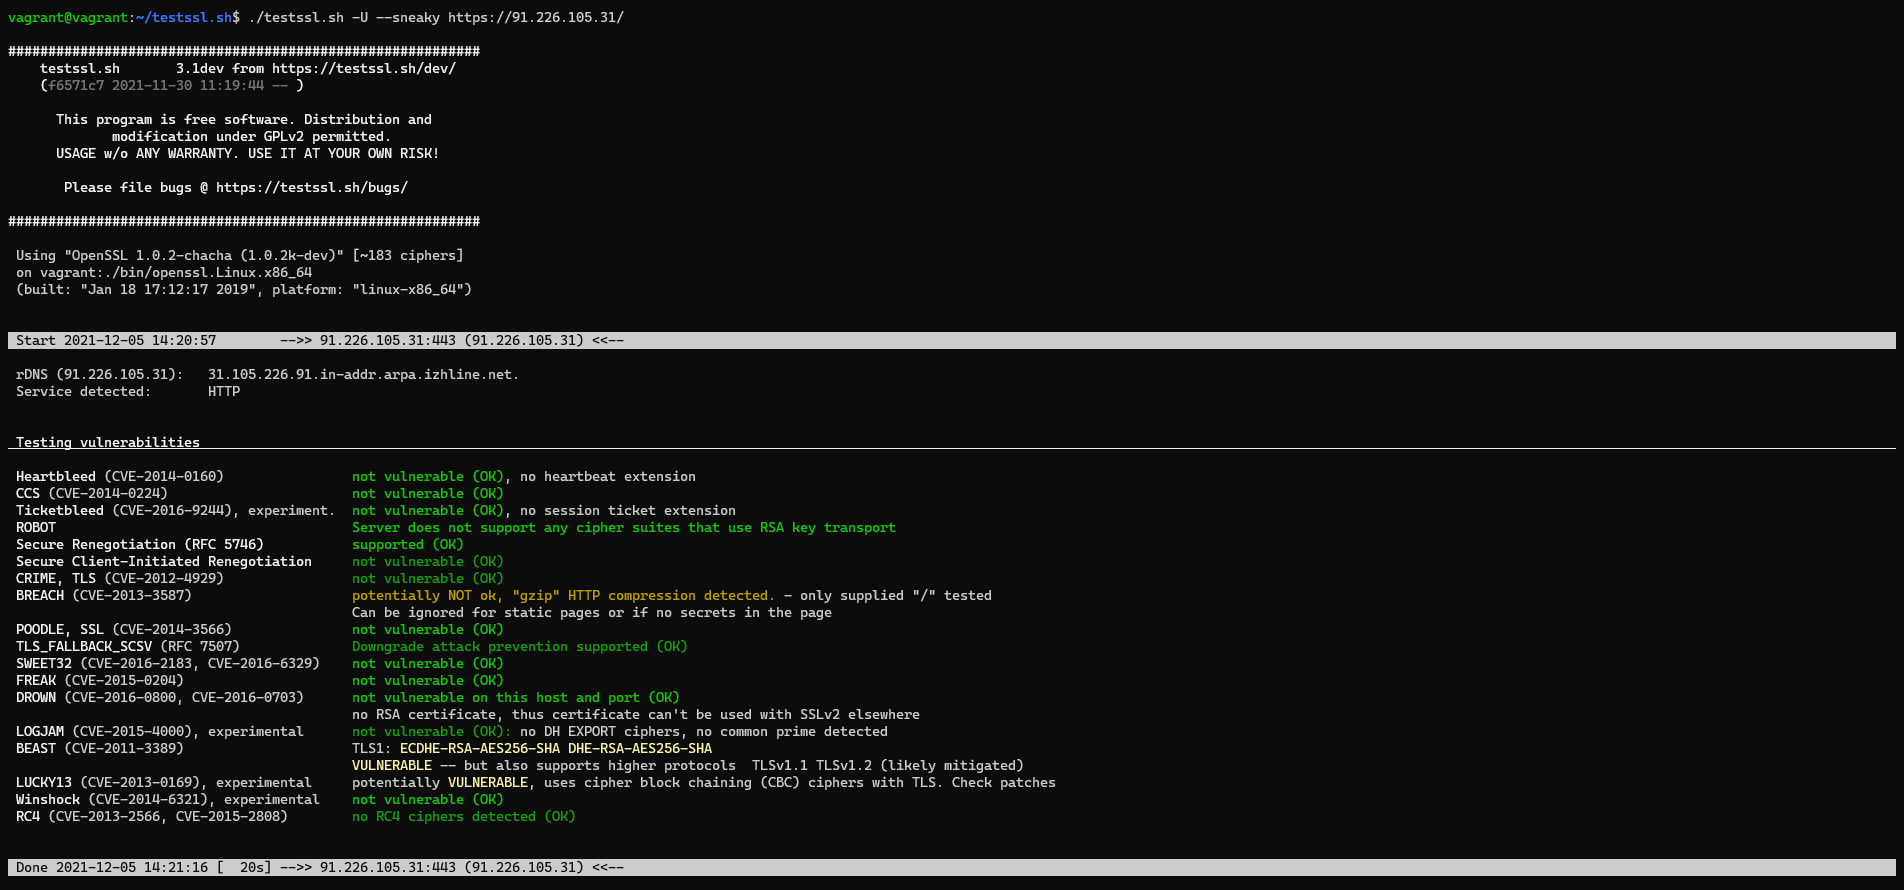 vagrant@vagrant:~/testssl.sh$ ./testssl.sh -U --sneaky https://91.226.105.31/
###########################################################
testssl.sh       3.1dev from https://testssl.sh/dev/
(f6571c7 2021-11-30 11:19:44 -- )
This program is free software. Distribution and
modification under GPLv2 permitted.
USAGE w/o ANY WARRANTY. USE IT AT YOUR OWN RISK!
Please file bugs @ https://testssl.sh/bugs/
###########################################################
Using "OpenSSL 1.0.2-chacha (1.0.2k-dev)" [~183 ciphers]
on vagrant:./bin/openssl.Linux.x86_64
(built: "Jan 18 17:12:17 2019", platform: "linux-x86_64")
Start 2021-12-05 14:20:57        -->> 91.226.105.31:443 (91.226.105.31) <<--
rDNS (91.226.105.31):   31.105.226.91.in-addr.arpa.izhline.net.
Service detected:       HTTP
Testing vulnerabilities
Heartbleed (CVE-2014-0160)                not vulnerable (OK), no heartbeat extension
CCS (CVE-2014-0224)                       not vulnerable (OK)
Ticketbleed (CVE-2016-9244), experiment.  not vulnerable (OK), no session ticket extension
ROBOT                                     Server does not support any cipher suites that use RSA key transport
Secure Renegotiation (RFC 5746)           supported (OK)
Secure Client-Initiated Renegotiation     not vulnerable (OK)
CRIME, TLS (CVE-2012-4929)                not vulnerable (OK)
BREACH (CVE-2013-3587)                    potentially NOT ok, "gzip" HTTP compression detected. - only supplied "/" tested
Can be ignored for static pages or if no secrets in the page
POODLE, SSL (CVE-2014-3566)               not vulnerable (OK)
TLS_FALLBACK_SCSV (RFC 7507)              Downgrade attack prevention supported (OK)
SWEET32 (CVE-2016-2183, CVE-2016-6329)    not vulnerable (OK)
FREAK (CVE-2015-0204)                     not vulnerable (OK)
DROWN (CVE-2016-0800, CVE-2016-0703)      not vulnerable on this host and port (OK)
no RSA certificate, thus certificate can't be used with SSLv2 elsewhere
LOGJAM (CVE-2015-4000), experimental      not vulnerable (OK): no DH EXPORT ciphers, no common prime detected
BEAST (CVE-2011-3389)                     TLS1: ECDHE-RSA-AES256-SHA DHE-RSA-AES256-SHA
VULNERABLE -- but also supports higher protocols  TLSv1.1 TLSv1.2 (likely mitigated)
LUCKY13 (CVE-2013-0169), experimental     potentially VULNERABLE, uses cipher block chaining (CBC) ciphers with TLS. Check patches
Winshock (CVE-2014-6321), experimental    not vulnerable (OK)
RC4 (CVE-2013-2566, CVE-2015-2808)        no RC4 ciphers detected (OK)
Done 2021-12-05 14:21:16 [  20s] -->> 91.226.105.31:443 (91.226.105.31) <<--